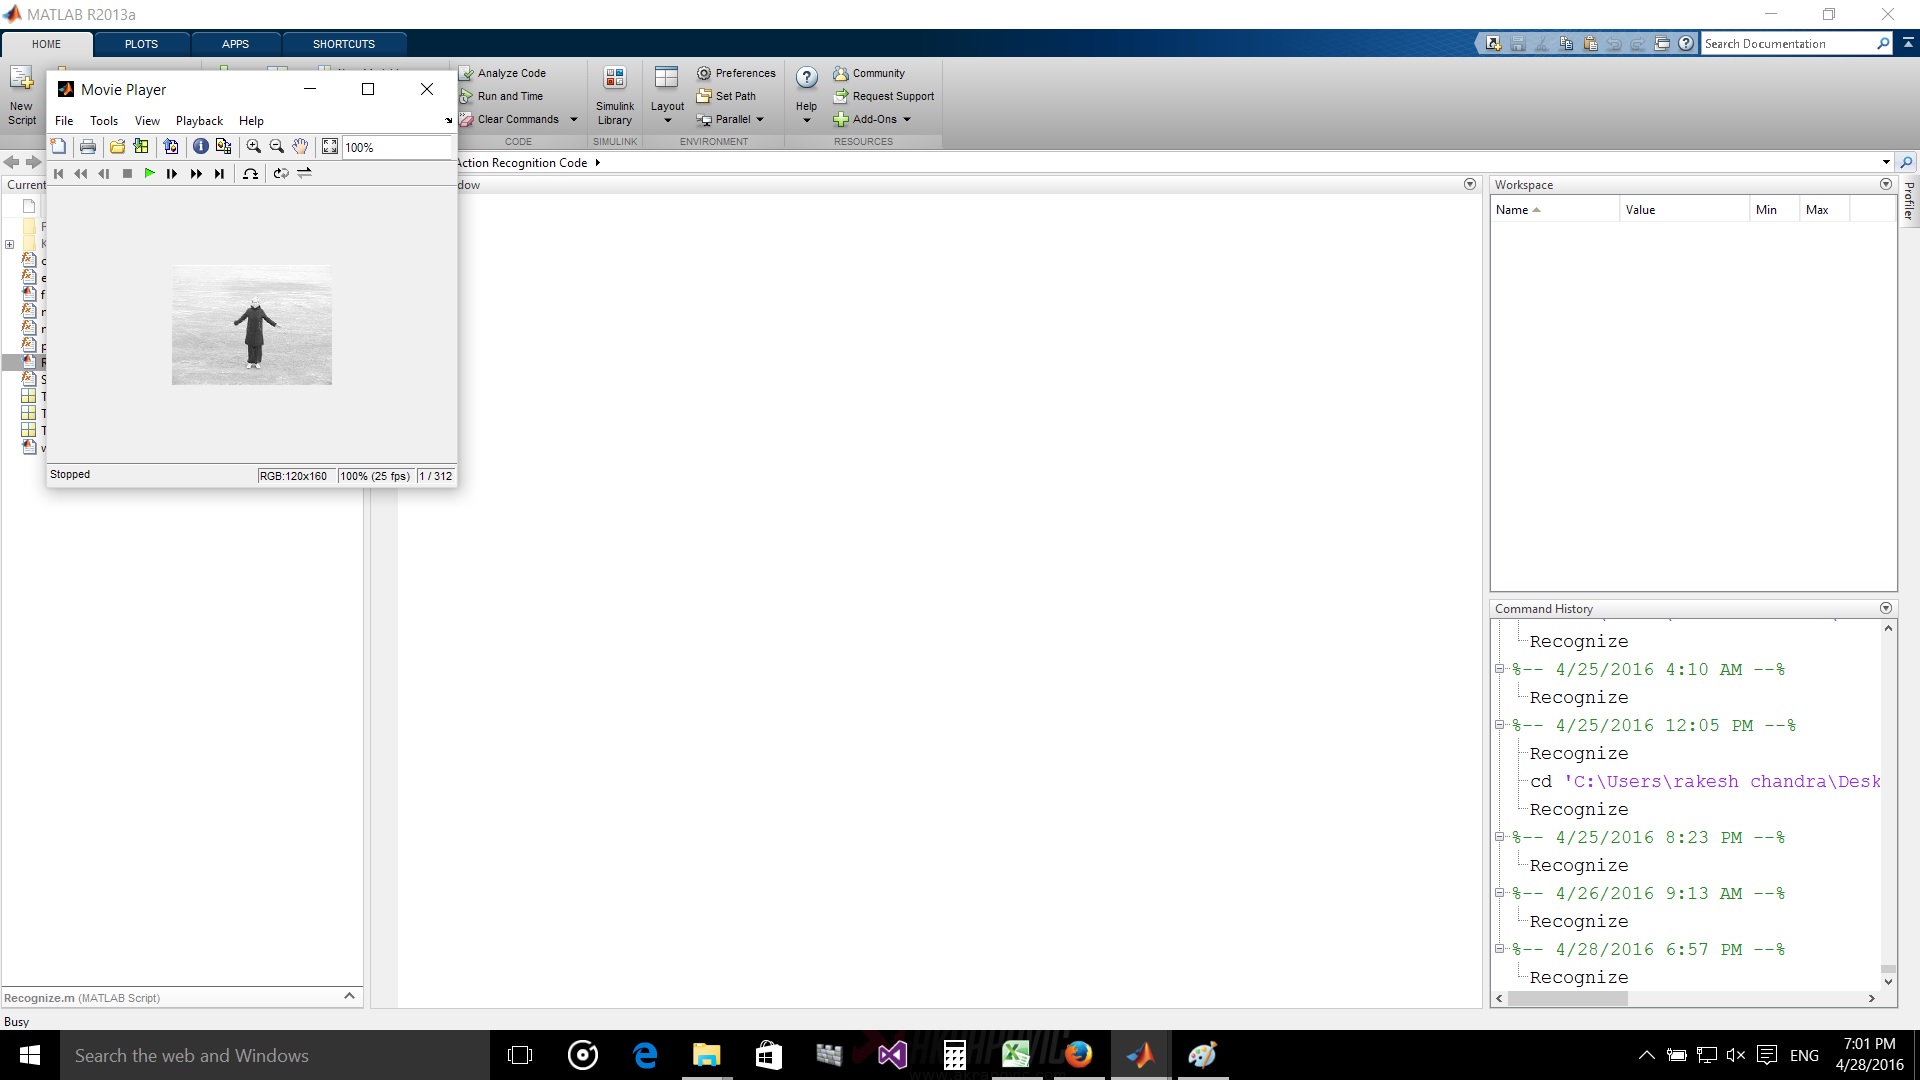 MATLAB R2013a
HOME PLOTS APPS SHORTCUTS
Search Documentation
New
Script
Analyze Code
Run and Time
Clear Commands
CODE
Simulink
Library
SIMULINK
Layout
Preferences
Set Path
Parallel
ENVIRONMENT
Help
Community
Request Support
Add-Ons
RESOURCES
Movie Player
File Tools View Playback Help
100%
Stopped
RGB:120x160 100% (25 fps) 1 / 312
Action Recognition Code
Current
dow
Workspace
Name Value Min Max
Profiler
Command History
Recognize
%-- 4/25/2016 4:10 AM --%
Recognize
%-- 4/25/2016 12:05 PM --%
Recognize
cd 'C:\Users\rakesh chandra\Desk
Recognize
%-- 4/25/2016 8:23 PM --%
Recognize
%-- 4/26/2016 9:13 AM --%
Recognize
%-- 4/28/2016 6:57 PM --%
Recognize
Recognize.m (MATLAB Script)
Busy
Search the web and Windows
ENG
7:01 PM
4/28/2016